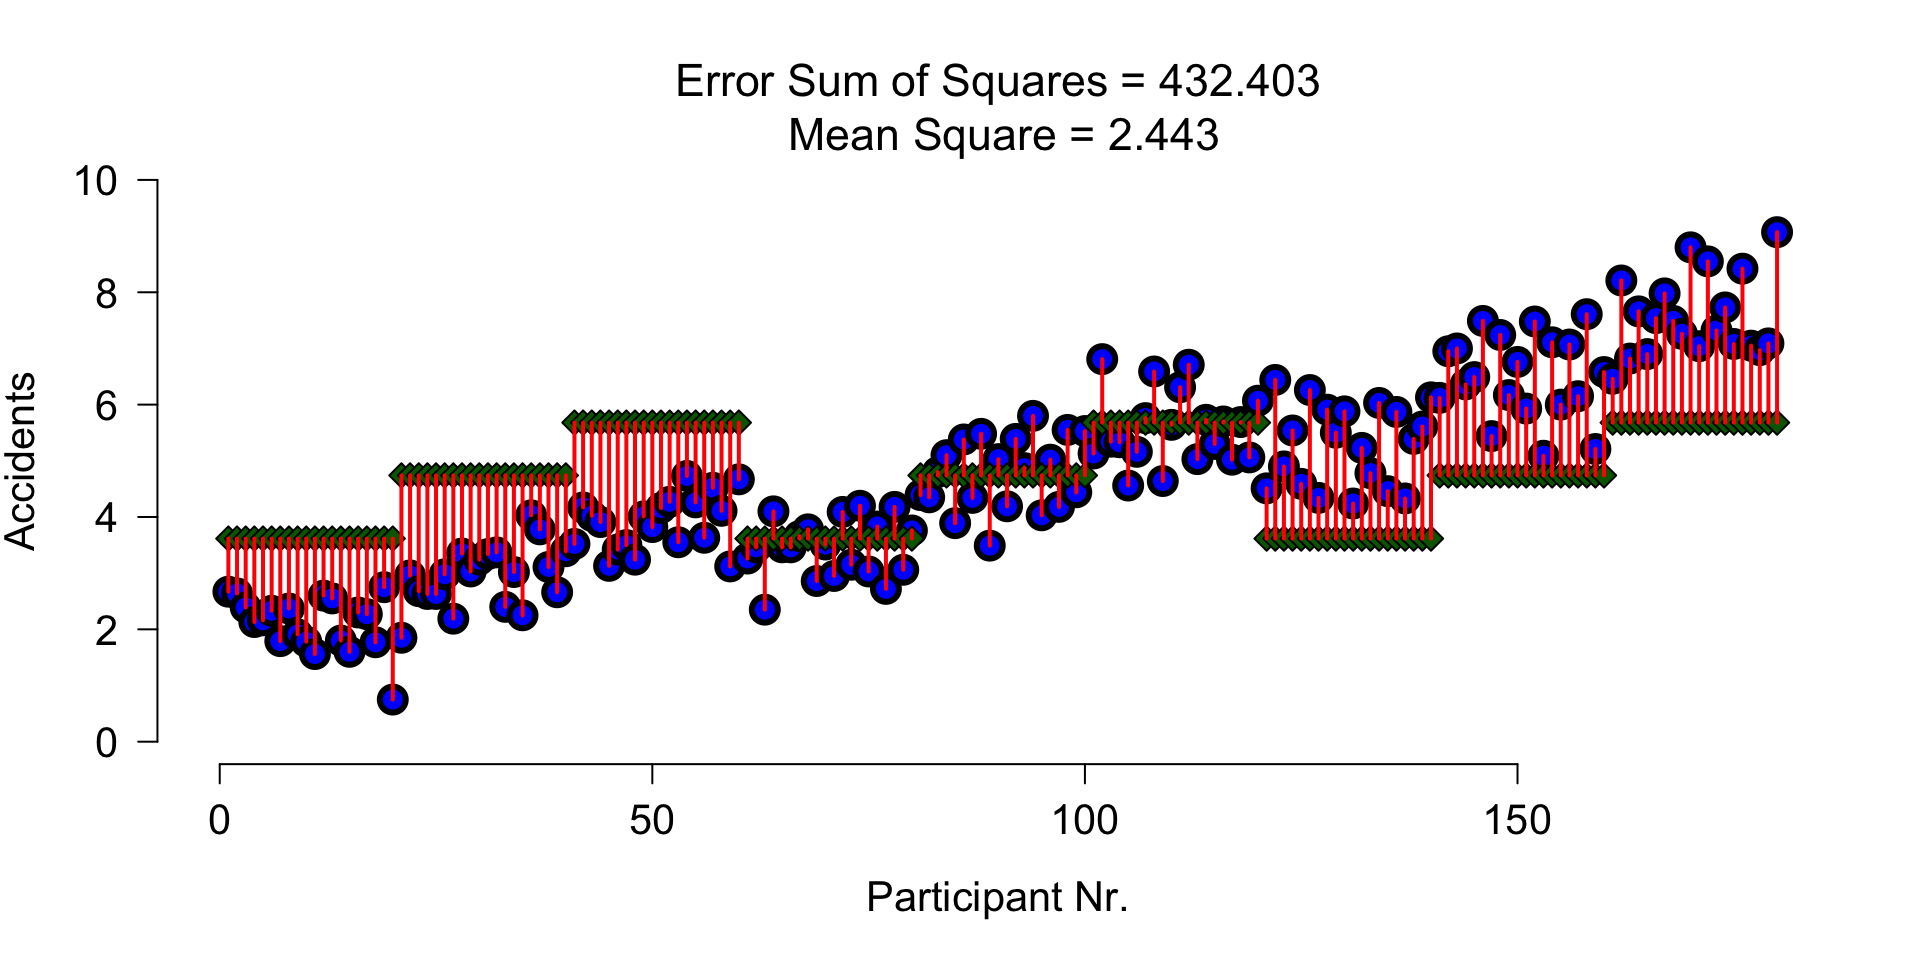 Error Sum of Squares = 432.403
Mean Square = 2.443
10
8
6
4
2
0
Accidents
0 50 100 150
Participant Nr.